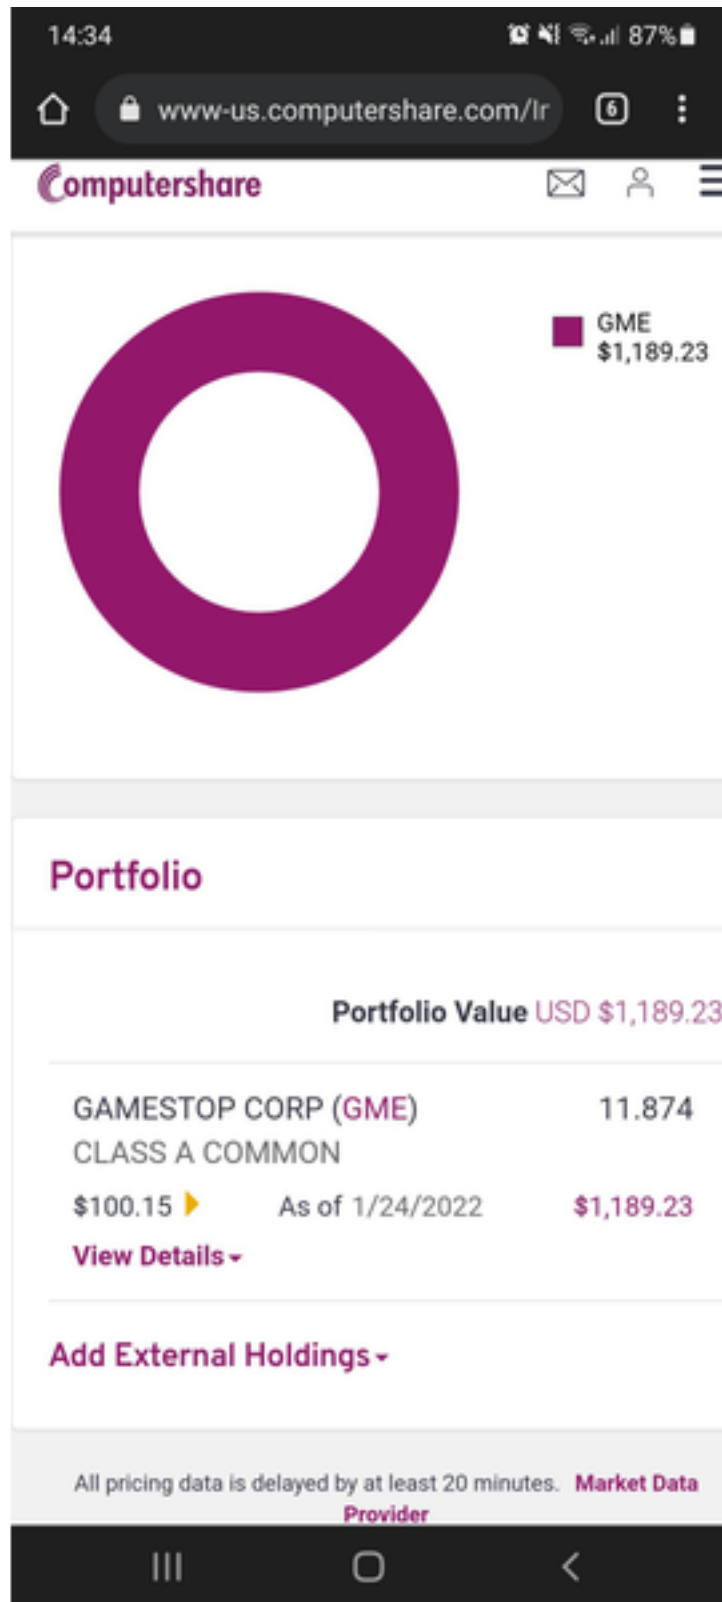 14:34 87%
www-us.computershare.com/Ir 6
Computershare
GME
$1,189.23
Portfolio
Portfolio Value USD $1,189.23
GAMESTOP CORP (GME) 11.874
CLASS A COMMON
$100.15 As of 1/24/2022 $1,189.23
View Details
Add External Holdings
All pricing data is delayed by at least 20 minutes. Market Data
Provider